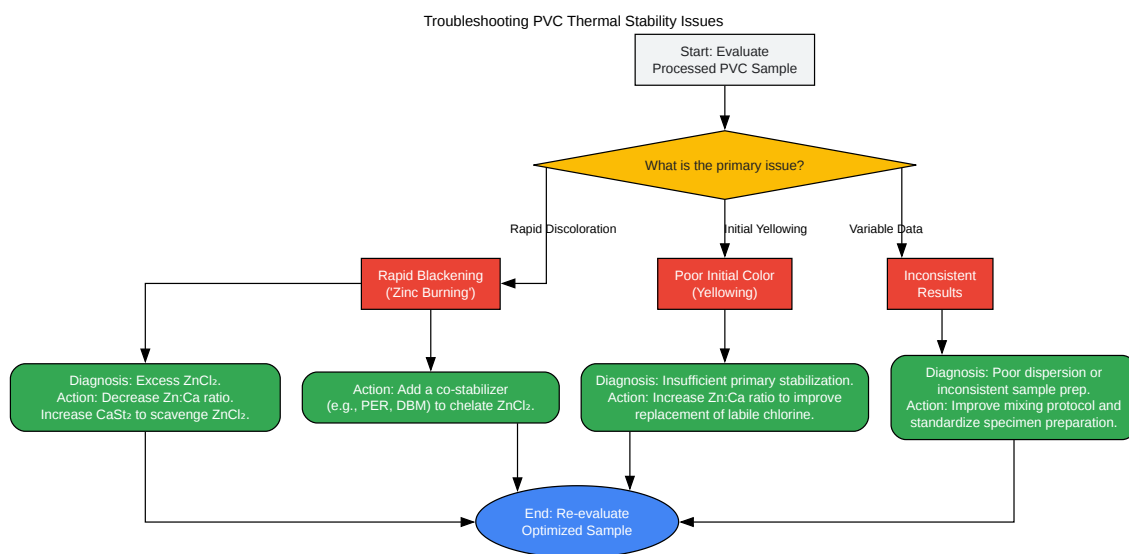 Troubleshooting PVC Thermal Stability Issues
Start: Evaluate
Processed PVC Sample
What is the primary issue?
Rapid Discoloration
Initial Yellowing
Variable Data
Rapid Blackening
('Zinc Burning')
Poor Initial Color
(Yellowing)
Inconsistent
Results
Diagnosis: Excess ZnCl₂.
Action: Decrease Zn:Ca ratio.
Increase CaSt₂ to scavenge ZnCl₂.
Action: Add a co-stabilizer
(e.g., PER, DBM) to chelate ZnCl₂.
Diagnosis: Insufficient primary stabilization.
Action: Increase Zn:Ca ratio to improve
replacement of labile chlorine.
Diagnosis: Poor dispersion or
inconsistent sample prep.
Action: Improve mixing protocol and
standardize specimen preparation.
End: Re-evaluate
Optimized Sample